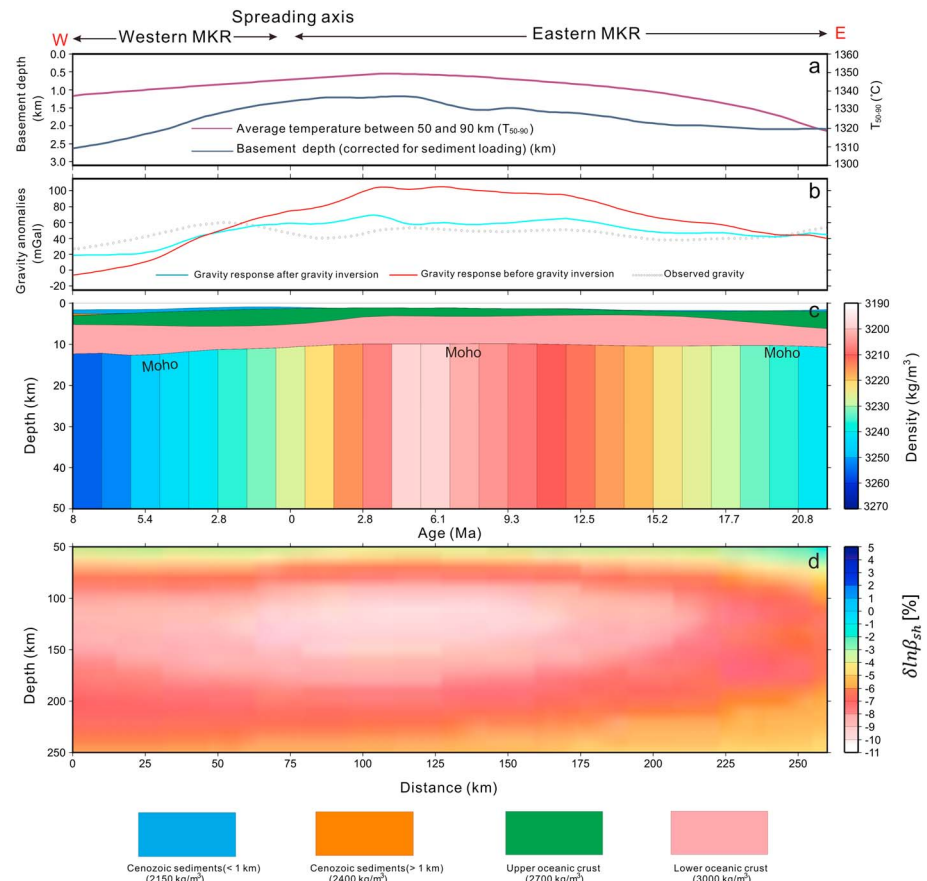 Spreading axis
W
Western MKR
Eastern MKR
E
a
Basement depth
(km)
0.0
0.5
1.0
1.5
2.0
2.5
3.0
1360
1350
1340
1330
1320
1310
1300
T50-90 (°C)
Average temperature between 50 and 90 km (T50-90)
Basement depth (corrected for sediment loading) (km)
b
Gravity anomalies
(mGal)
100
80
60
40
20
0
-20
Gravity response after gravity inversion
Gravity response before gravity inversion
Observed gravity
c
Depth (km)
0
10
20
30
40
50
Moho
Moho
Moho
8
5.4
2.8
0
2.8
6.1
9.3
12.5
15.2
17.7
20.8
Age (Ma)
3190
3200
3210
3220
3230
3240
3250
3260
3270
Density (kg/m³)
d
Depth (km)
50
100
150
200
250
0
25
50
75
100
125
150
175
200
225
250
Distance (km)
5
4
3
2
1
0
-1
-2
-3
-4
-5
-6
-7
-8
-9
-10
-11
δlnβsh [%]
Cenozoic sediments(< 1 km)
(2150 kg/m³)
Cenozoic sediments(> 1 km)
(2400 kg/m³)
Upper oceanic crust
(2700 kg/m³)
Lower oceanic crust
(3000 kg/m³)